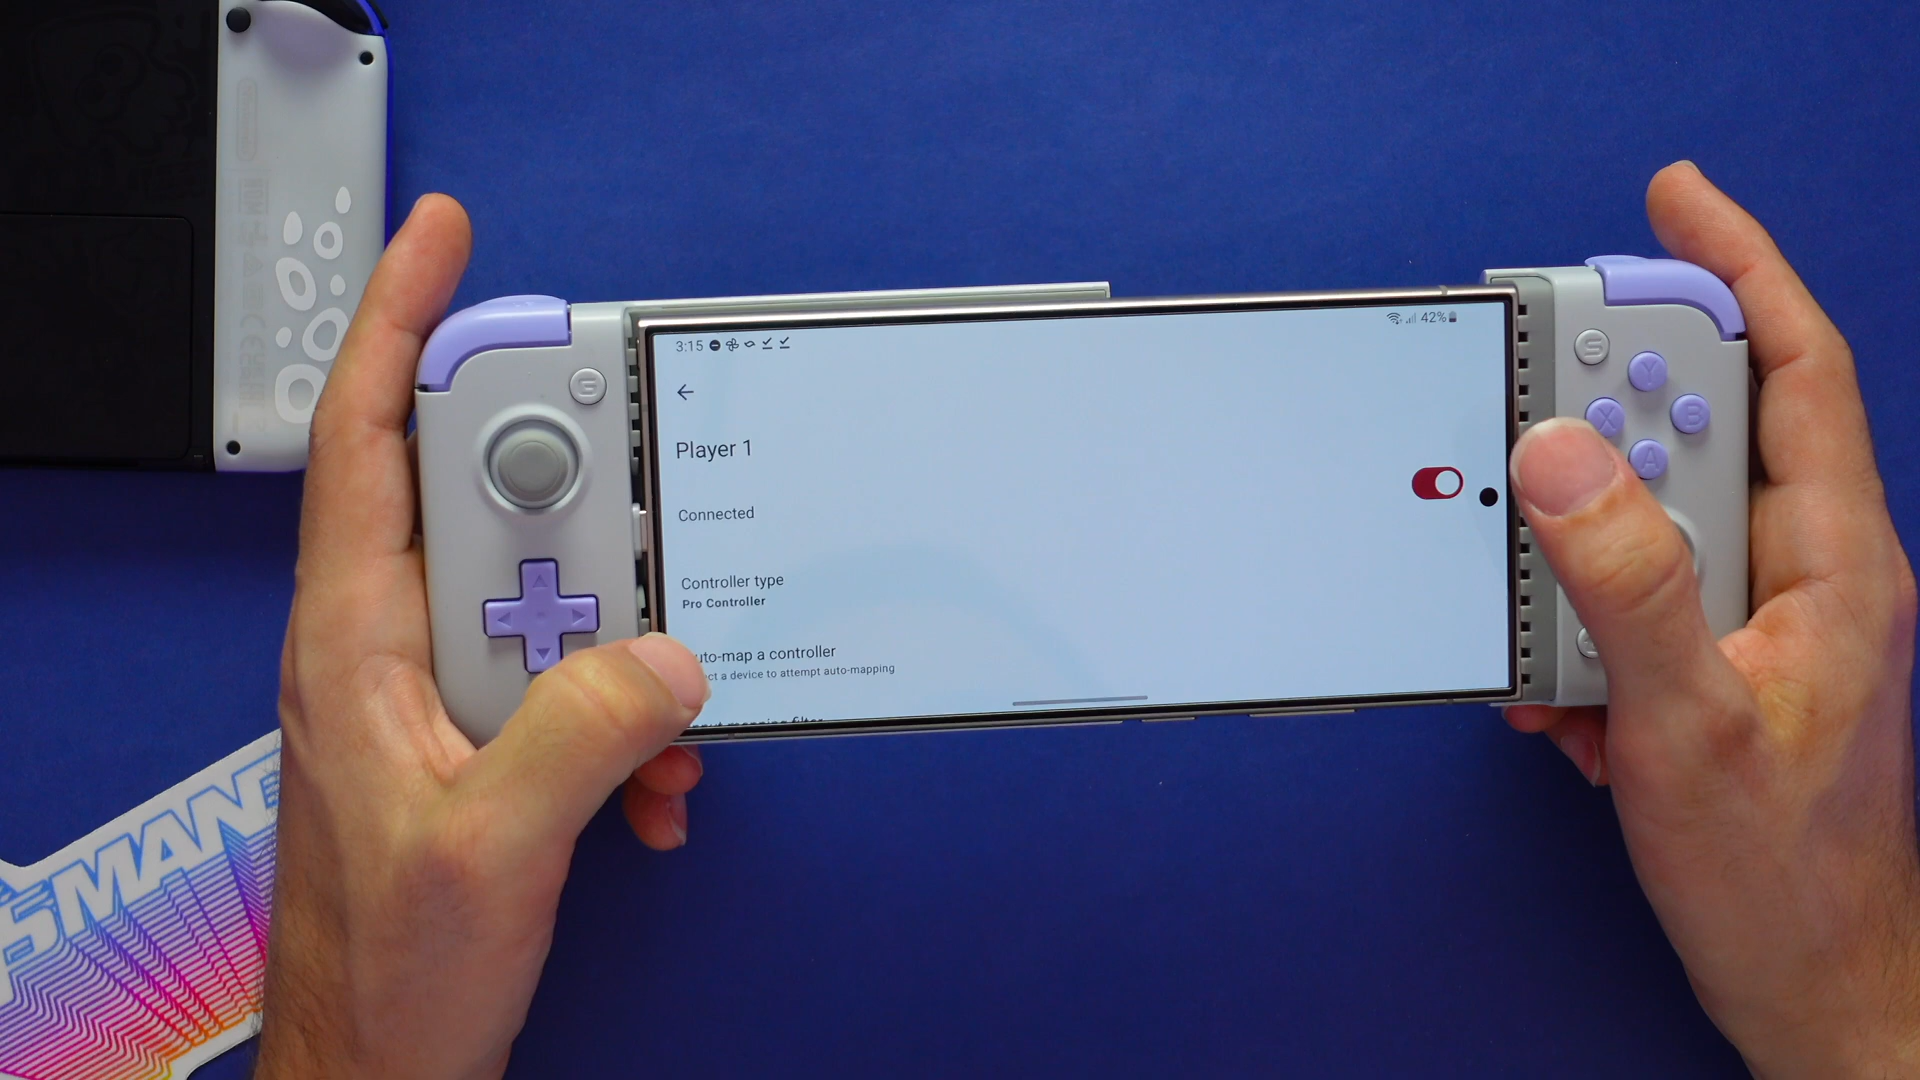 3:15
42%
Player 1
Connected
Controller type
Pro Controller
uto-map a controller
ct a device to attempt auto-mapping
G
S
Y
X
B
A
SMAN